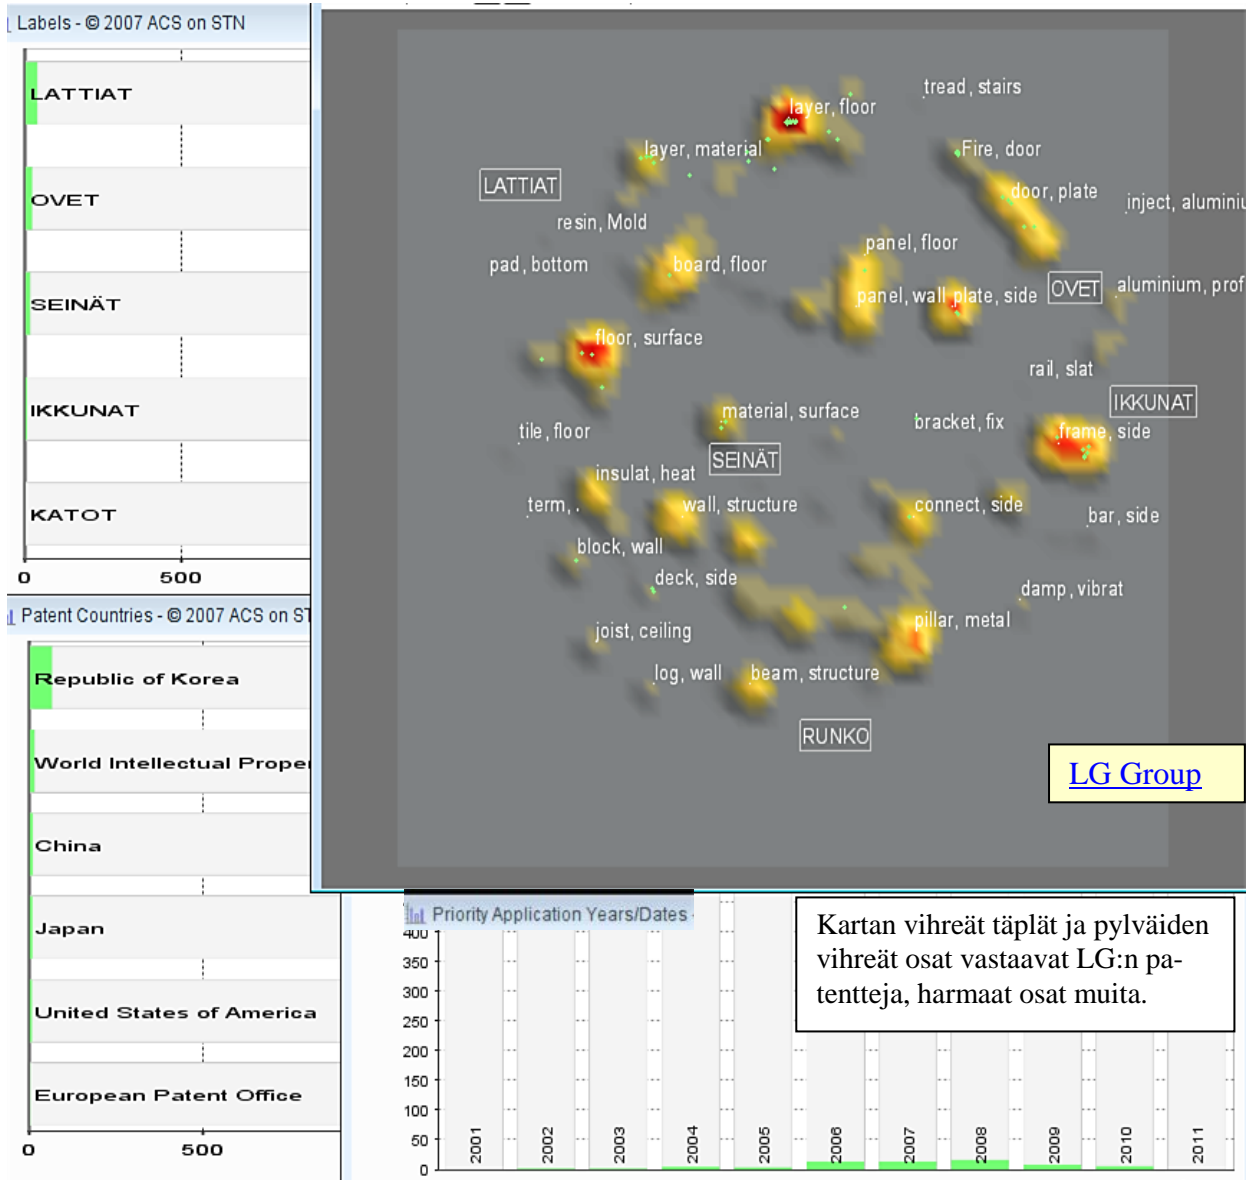 Labels - © 2007 ACS on STN
LATTIAT
OVET
SEINÄT
IKKUNAT
KATOT
0 500
Patent Countries - © 2007 ACS on ST
Republic of Korea
World Intellectual Proper
China
Japan
United States of America
European Patent Office
0 500
tread, stairs
layer, floor
layer, material
Fire, door
LATTIAT
door, plate
inject, aluminiu
resin, Mold
panel, floor
pad, bottom
board, floor
panel, wall
plate, side
OVET
aluminium, prof
floor, surface
rail, slat
IKKUNAT
material, surface
bracket, fix
tile, floor
frame, side
SEINÄT
insulat, heat
term, .
wall, structure
connect, side
bar, side
block, wall
deck, side
damp, vibrat
joist, ceiling
pillar, metal
log, wall
beam, structure
RUNKO
LG Group
Priority Application Years/Dates -
400
350
300
250
200
150
100
50
0
2001
2002
2003
2004
2005
2006
2007
2008
2009
2010
2011
Kartan vihreät täplät ja pylväiden
vihreät osat vastaavat LG:n pa-
tentteja, harmaat osat muita.